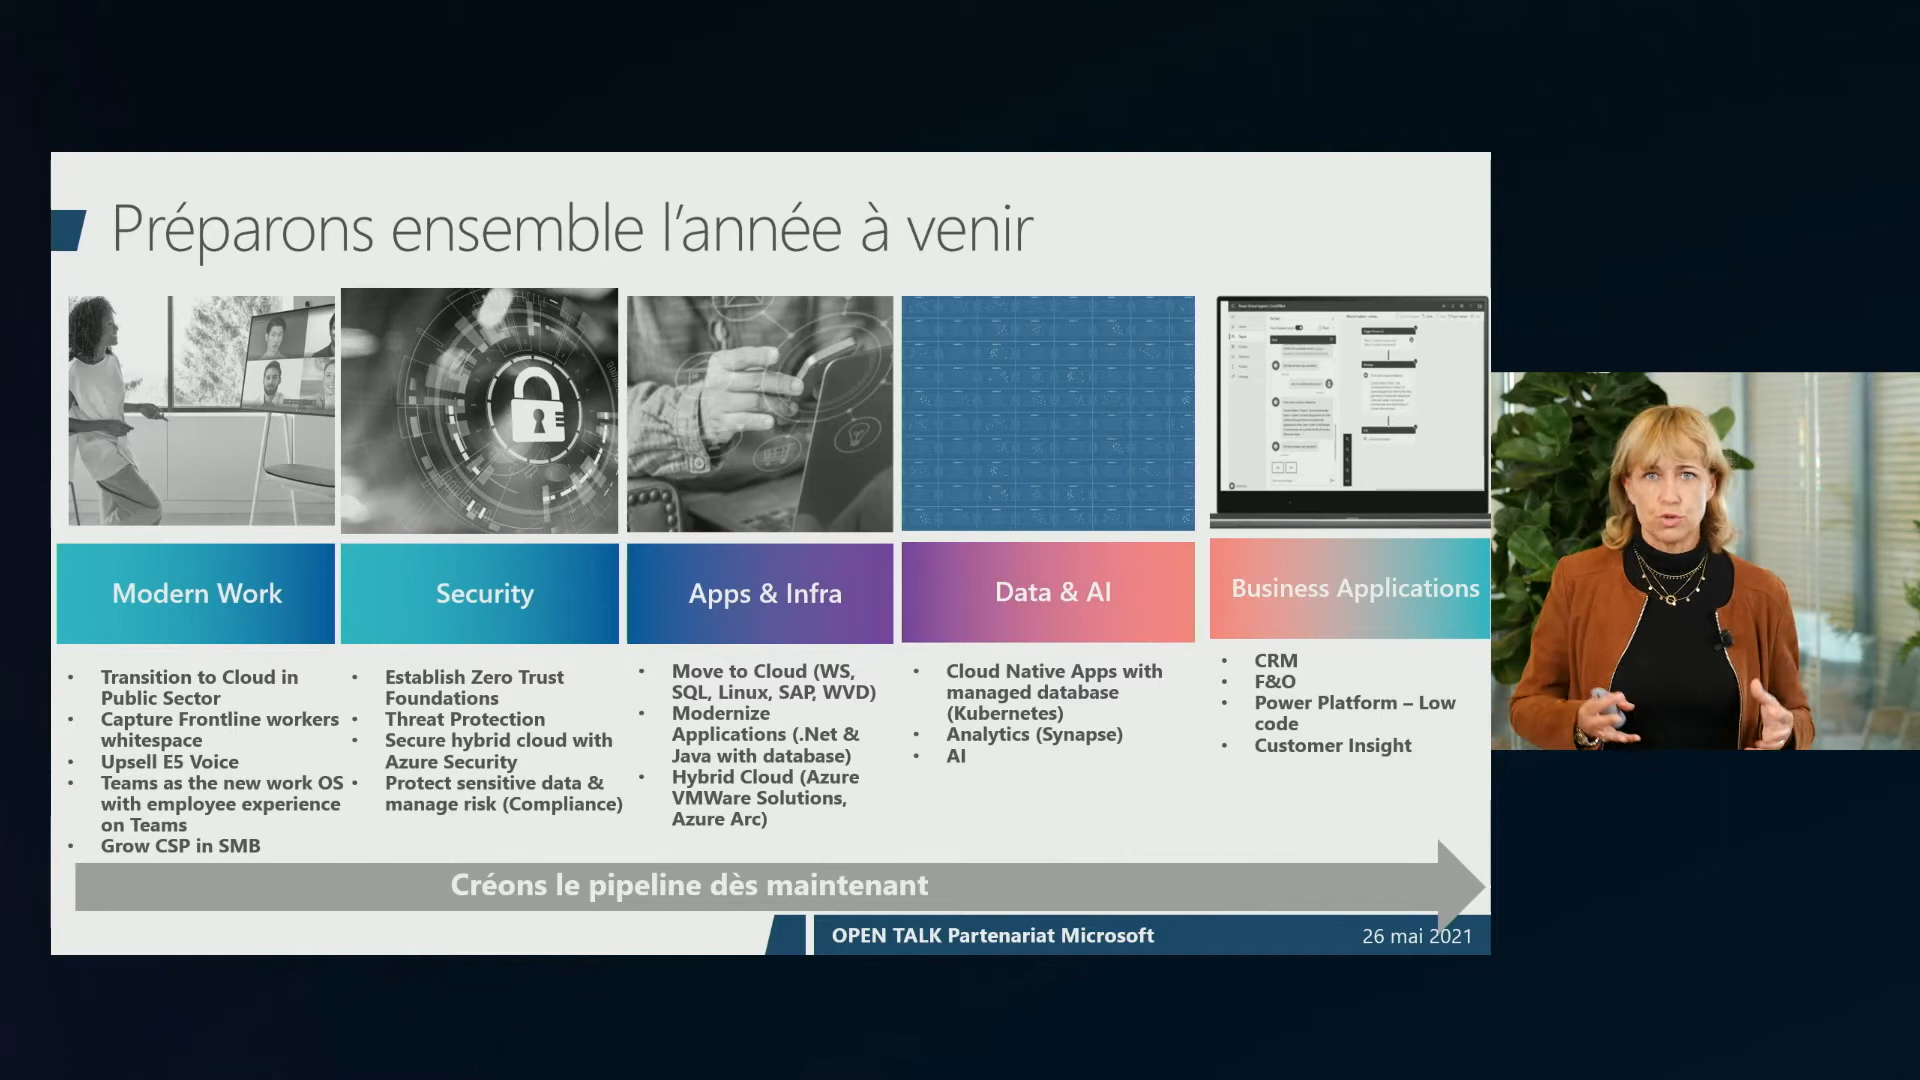 Préparons ensemble l'année à venir
Modern Work
Security
Apps & Infra
Data & AI
Business Applications
• Transition to Cloud in
Public Sector
• Capture Frontline workers
whitespace
• Upsell E5 Voice
• Teams as the new work OS
with employee experience
on Teams
• Grow CSP in SMB
• Establish Zero Trust
Foundations
• Threat Protection
• Secure hybrid cloud with
Azure Security
• Protect sensitive data &
manage risk (Compliance)
• Move to Cloud (WS,
SQL, Linux, SAP, WVD)
• Modernize
Applications (.Net &
Java with database)
• Hybrid Cloud (Azure
VMWare Solutions,
Azure Arc)
• Cloud Native Apps with
managed database
(Kubernetes)
• Analytics (Synapse)
• AI
• CRM
• F&O
• Power Platform – Low
code
• Customer Insight
Créons le pipeline dès maintenant
OPEN TALK Partenariat Microsoft
26 mai 2021